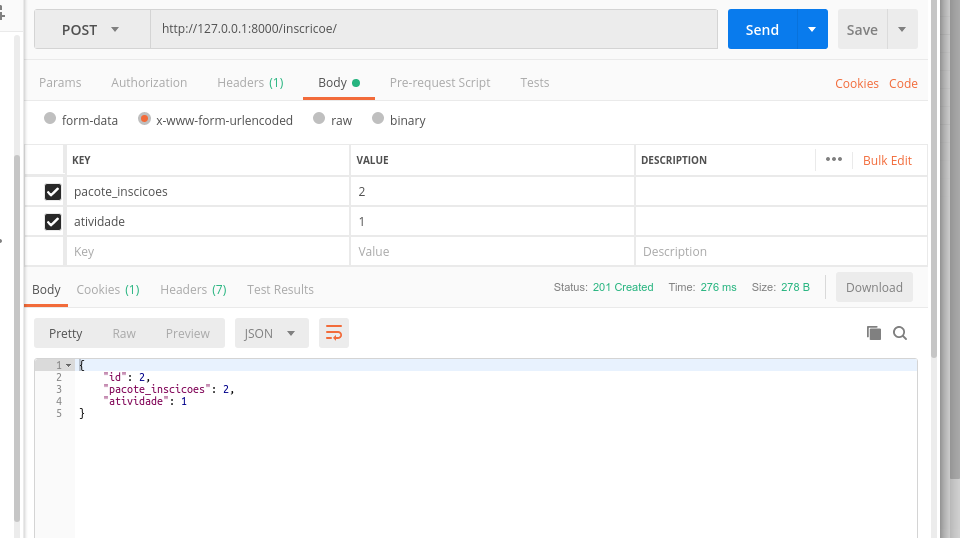 POST http://127.0.0.1:8000/inscricoe/ Send Save
Params Authorization Headers (1) Body Pre-request Script Tests Cookies Code
form-data x-www-form-urlencoded raw binary
KEY VALUE DESCRIPTION ••• Bulk Edit
pacote_inscicoes 2
atividade 1
Key Value Description
Body Cookies (1) Headers (7) Test Results Status: 201 Created Time: 276 ms Size: 278 B Download
Pretty Raw Preview JSON
1 {
2 "id": 2,
3 "pacote_inscicoes": 2,
4 "atividade": 1
5 }